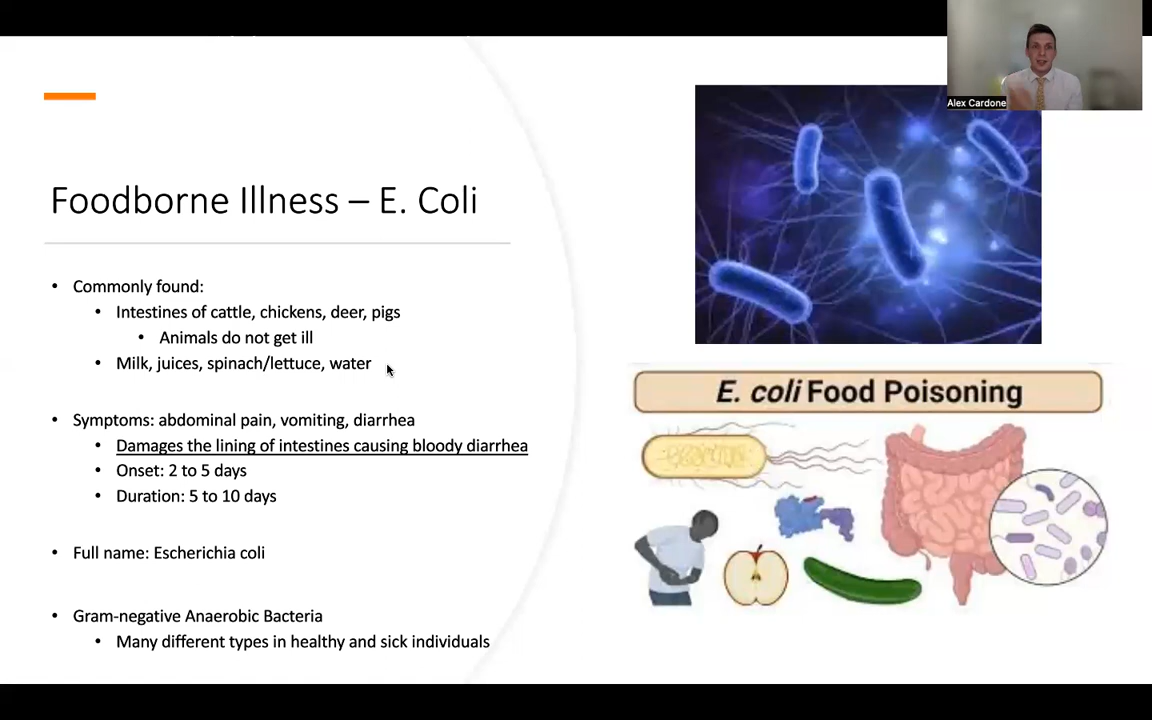 Alex Cardone
Foodborne Illness – E. Coli
• Commonly found:
• Intestines of cattle, chickens, deer, pigs
• Animals do not get ill
• Milk, juices, spinach/lettuce, water
• Symptoms: abdominal pain, vomiting, diarrhea
• Damages the lining of intestines causing bloody diarrhea
• Onset: 2 to 5 days
• Duration: 5 to 10 days
• Full name: Escherichia coli
• Gram-negative Anaerobic Bacteria
• Many different types in healthy and sick individuals
E. coli Food Poisoning